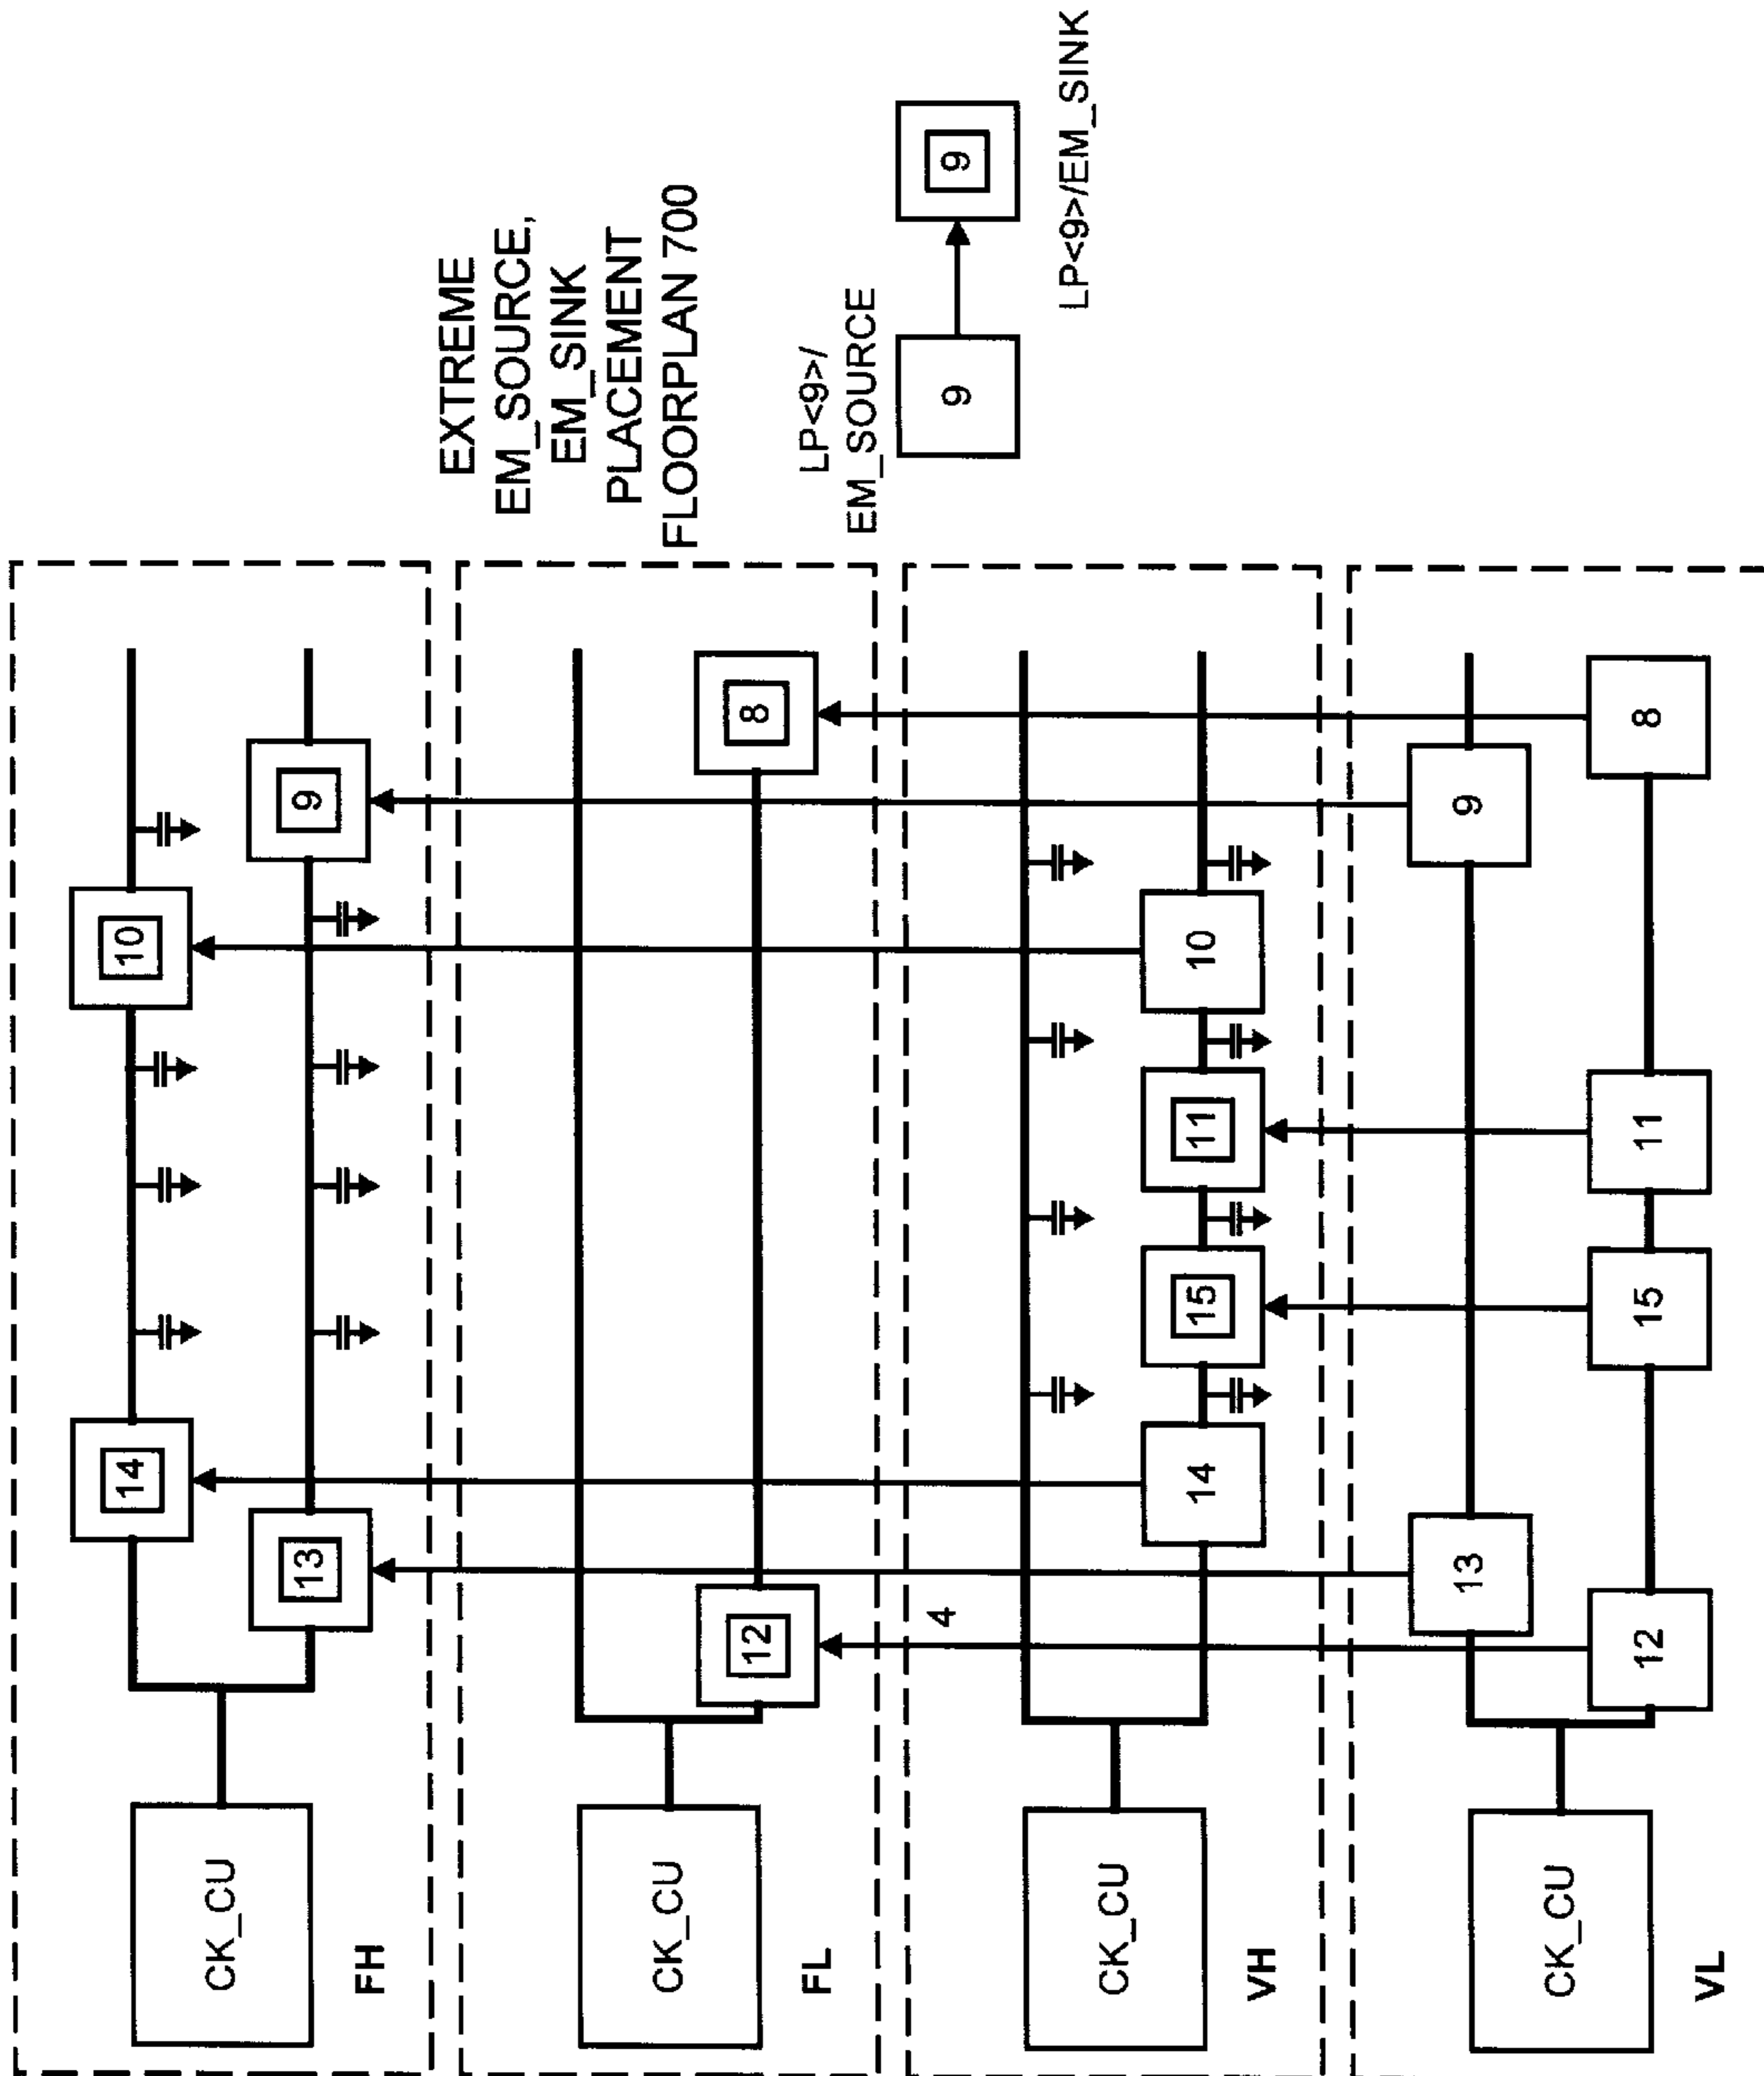 EXTREME
EM_SOURCE,
EM_SINK
PLACEMENT
FLOORPLAN 700
LP<9>/
EM_SOURCE
9
9
LP<9>/EM_SINK
CK_CU
14
10
13
9
FH
CK_CU
12
8
FL
4
CK_CU
14
15
11
10
VH
13
9
CK_CU
12
15
11
8
VL